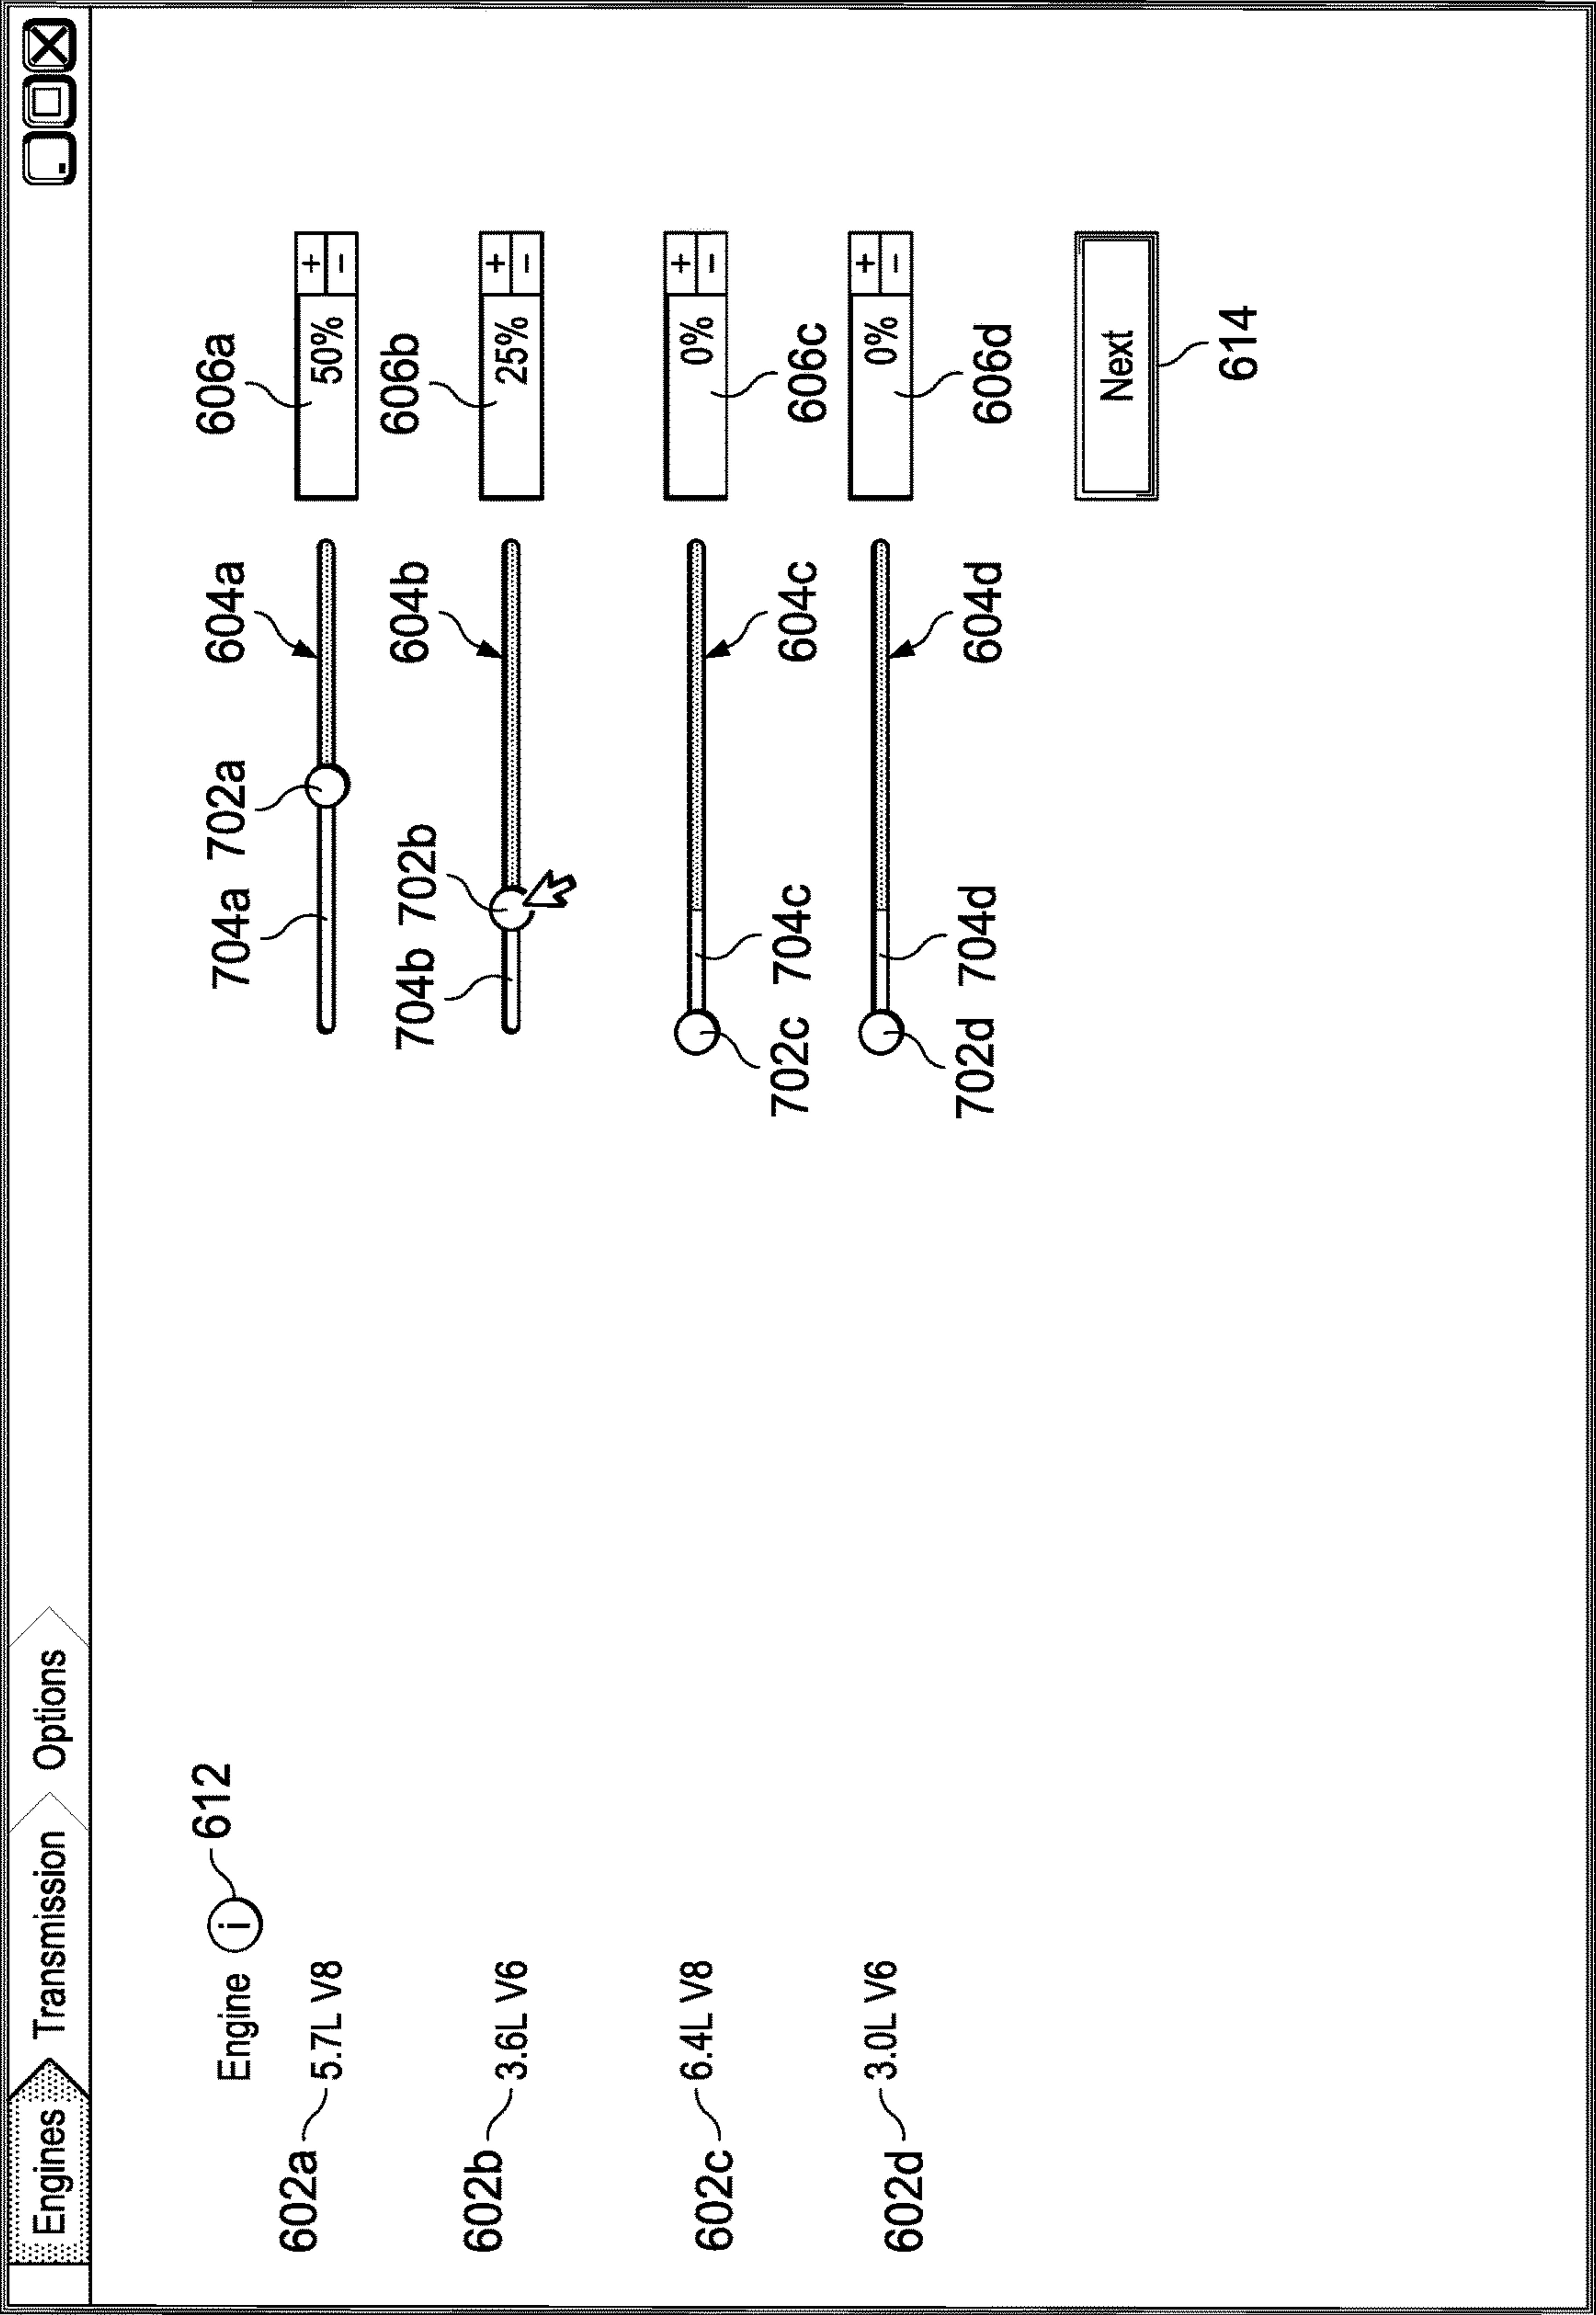 Engines Transmission Options
Engine i 612
602a 5.7L V8 704a 702a 604a 606a 50% + −
602b 3.6L V6 704b 702b 604b 606b 25% + −
602c 6.4L V8 702c 704c 604c 606c 0% + −
602d 3.0L V6 702d 704d 604d 606d 0% + −
Next
614